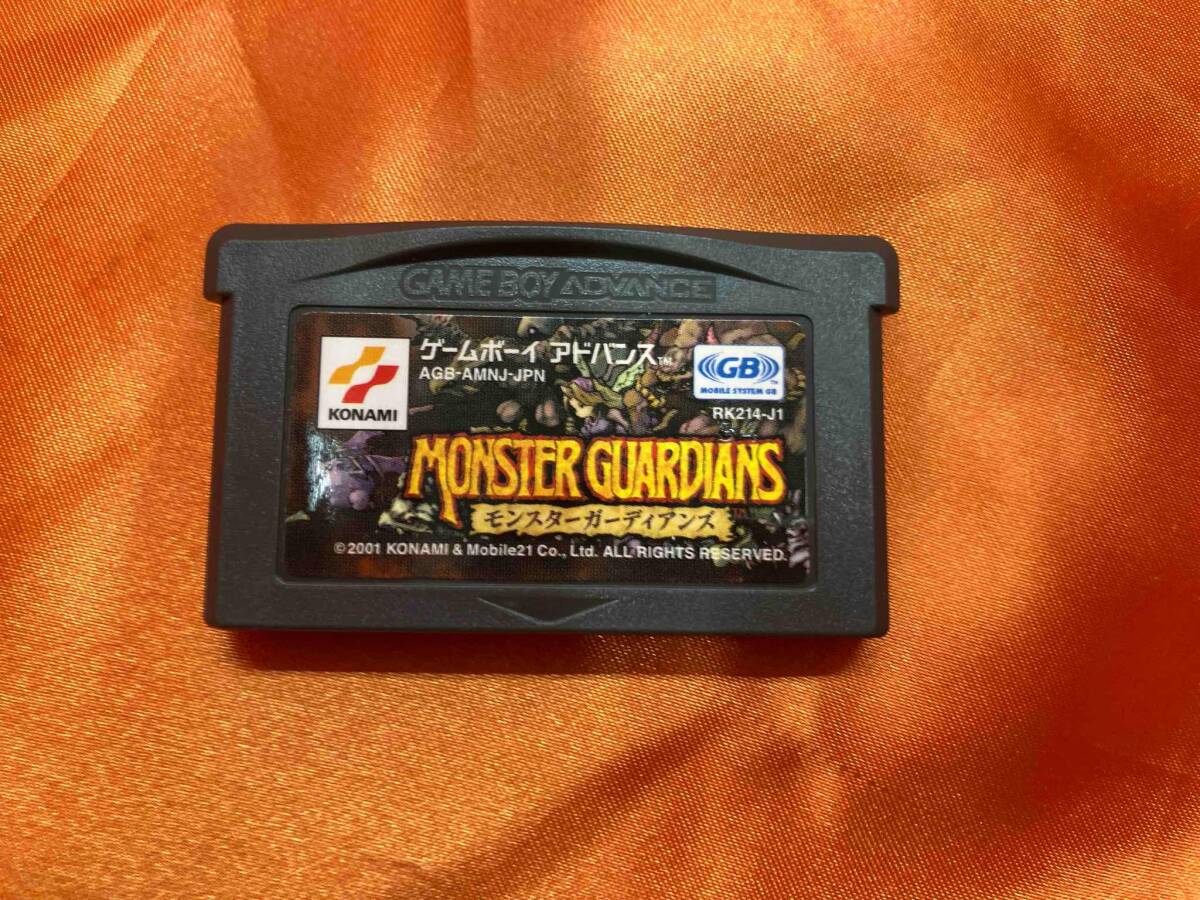 GAME BOY ADVANCE
KONAMI
ゲームボーイ アドバンス™
AGB-AMNJ-JPN
GB™
MOBILE SYSTEM GB
RK214-J1
MONSTER GUARDIANS
モンスターガーディアンズ
©2001 KONAMI & Mobile21 Co., Ltd. ALL RIGHTS RESERVED.